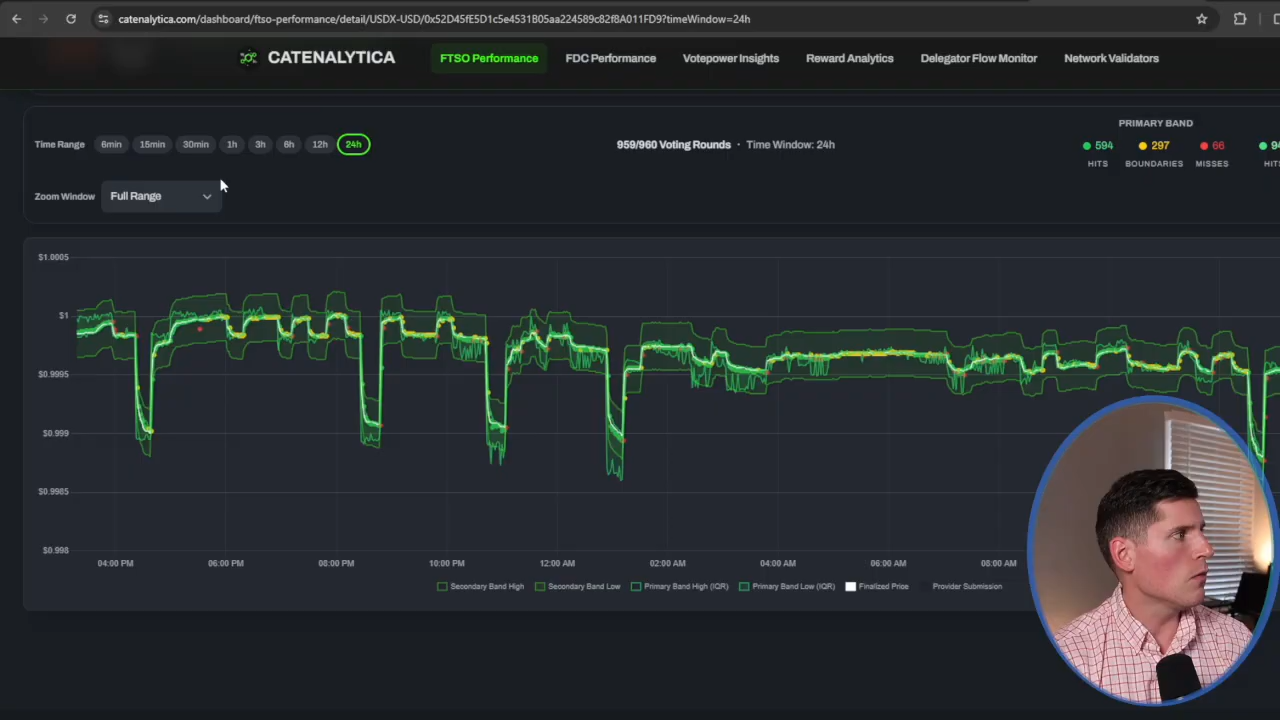 catenalytica.com/dashboard/ftso-performance/detail/USDX-USD/0x52D45fE5D1c5e4531B05aa224589c82f8A011FD9?timeWindow=24h
CATENALYTICA FTSO Performance FDC Performance Votepower Insights Reward Analytics Delegator Flow Monitor Network Validators
PRIMARY BAND
Time Range 6min 15min 30min 1h 3h 6h 12h 24h 959/960 Voting Rounds · Time Window: 24h 594 297 66 94
HITS BOUNDARIES MISSES HIT
Zoom Window Full Range
$1.0005
$1
$0.9995
$0.999
$0.9985
$0.998
04:00 PM 06:00 PM 08:00 PM 10:00 PM 12:00 AM 02:00 AM 04:00 AM 06:00 AM 08:00 AM
Secondary Band High Secondary Band Low Primary Band High (IQR) Primary Band Low (IQR) Finalized Price Provider Submission